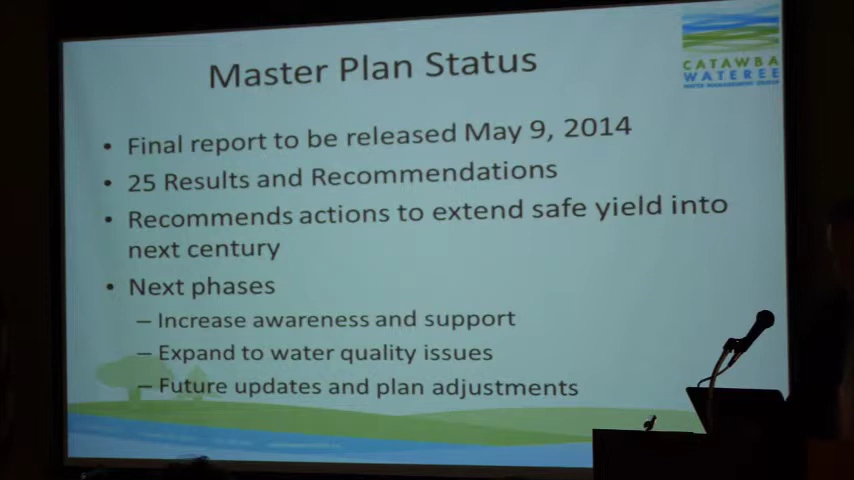 Master Plan Status
CATAWBA
WATEREE
WATER MANAGEMENT GROUP
• Final report to be released May 9, 2014
• 25 Results and Recommendations
• Recommends actions to extend safe yield into
next century
• Next phases
– Increase awareness and support
– Expand to water quality issues
– Future updates and plan adjustments